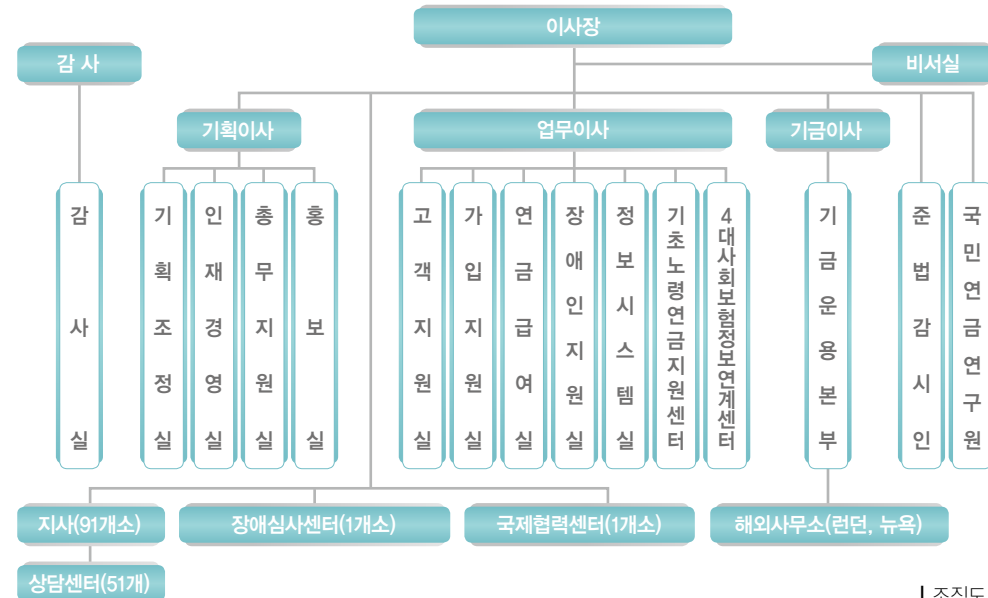 이사장
감 사
비서실
기획이사
업무이사
기금이사
감사실
기획조정실
인재경영실
총무지원실
홍보실
고객지원실
가입지원실
연금급여실
장애인지원실
정보시스템실
기초노령연금지원센터
4대사회보험정보연계센터
기금운용본부
준법감시인
국민연금연구원
지사(91개소)
장애심사센터(1개소)
국제협력센터(1개소)
해외사무소(런던, 뉴욕)
상담센터(51개)
조직도